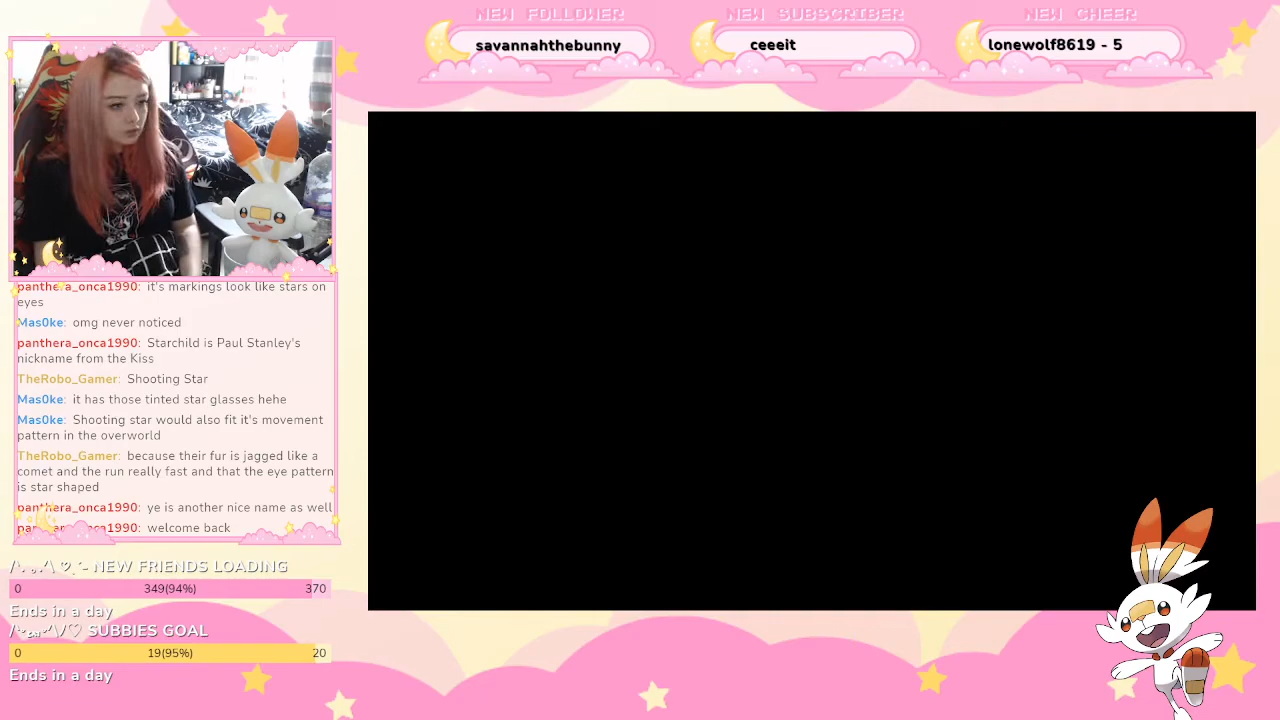 NEW FOLLOWER
NEW SUBSCRIBER
NEW CHEER
savannahthebunny
ceeeit
lonewolf8619 - 5
panthera_onca1990: it's markings look like stars on
eyes
Mas0ke: omg never noticed
panthera_onca1990: Starchild is Paul Stanley's
nickname from the Kiss
TheRobo_Gamer: Shooting Star
Mas0ke: it has those tinted star glasses hehe
Mas0ke: Shooting star would also fit it's movement
pattern in the overworld
TheRobo_Gamer: because their fur is jagged like a
comet and the run really fast and that the eye pattern
is star shaped
panthera_onca1990: ye is another nice name as well
panthera_onca1990: welcome back
NEW FRIENDS LOADING
0 349(94%) 370
Ends in a day
SUBBIES GOAL
0 19(95%) 20
Ends in a day